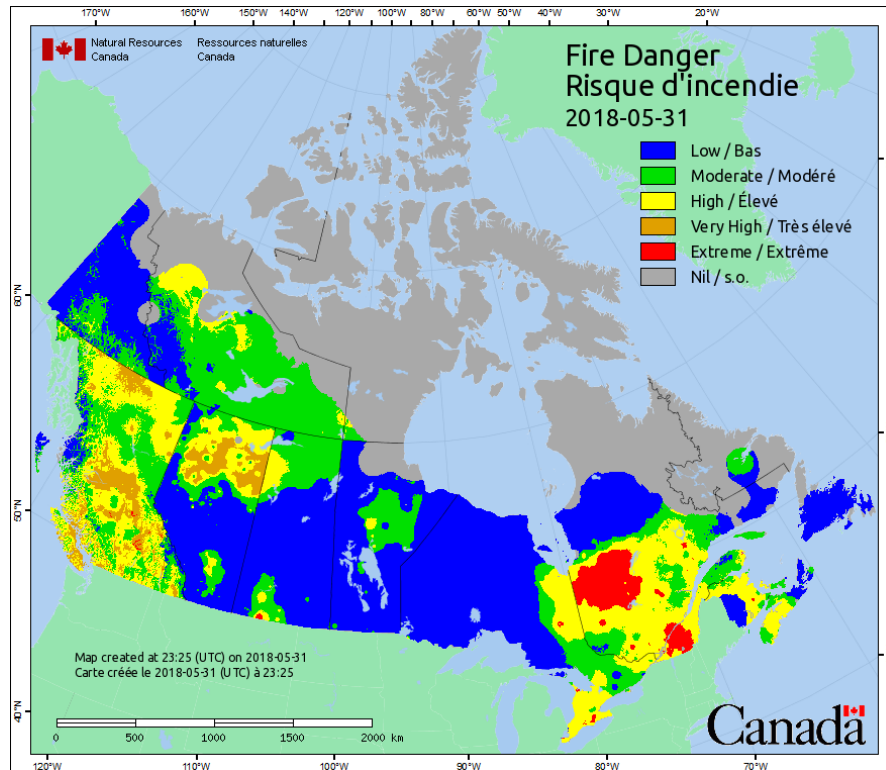 170°W 160°W 150°W 140°W 130°W 120°W 110°W 100°W 90°W 80°W 70°W 60°W 50°W 40°W 30°W 20°W
Natural Resources Ressources naturelles
Canada Canada
Fire Danger
Risque d'incendie
2018-05-31
Low / Bas
Moderate / Modéré
High / Élevé
Very High / Très élevé
Extreme / Extrême
Nil / s.o.
60°N
50°N
40°N
Map created at 23:25 (UTC) on 2018-05-31
Carte créée le 2018-05-31 (UTC) à 23:25
0 500 1000 1500 2000 km
Canada
120°W 110°W 100°W 90°W 80°W 70°W